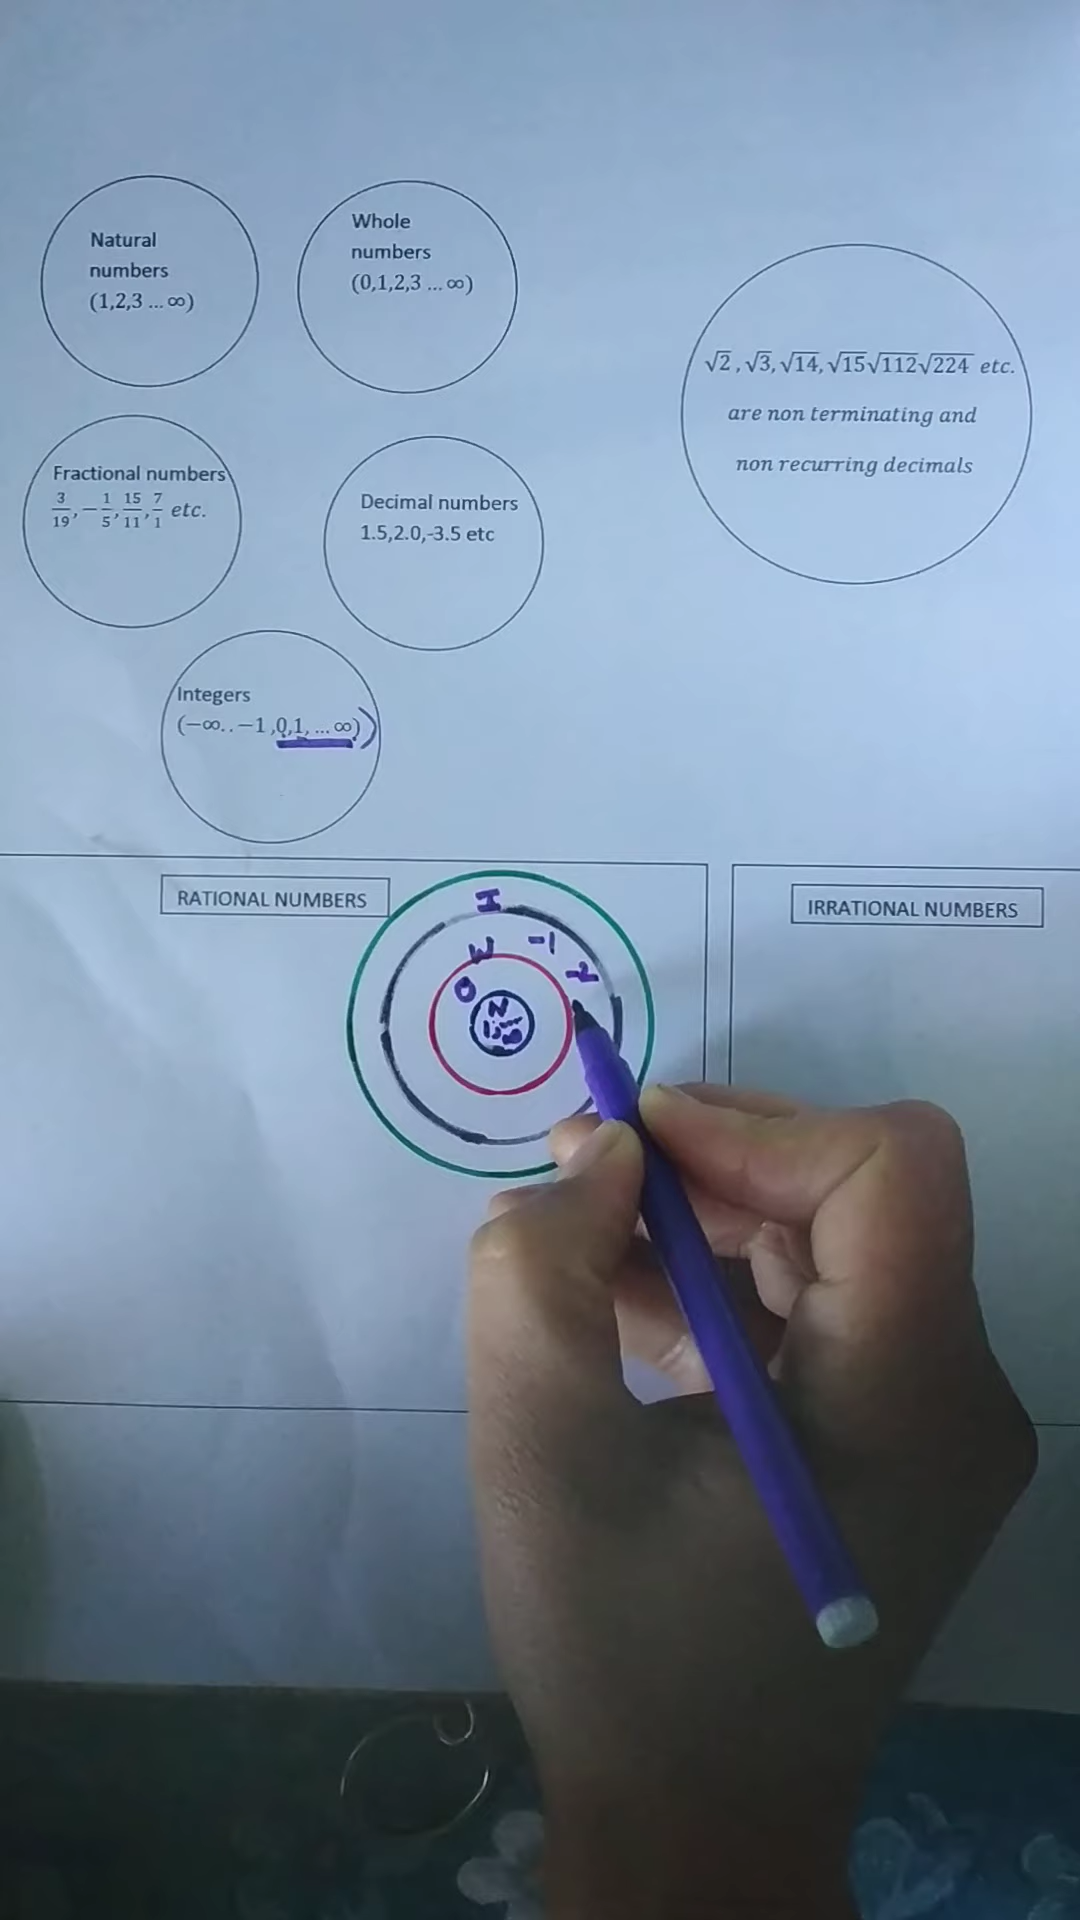 Natural
numbers
(1,2,3 ... ∞)
Whole
numbers
(0,1,2,3 ... ∞)
√2 , √3, √14, √15√112√224 etc.
are non terminating and
non recurring decimals
Fractional numbers
3/19, −1/5, 15/11, 7/1 etc.
Decimal numbers
1.5,2.0,-3.5 etc
Integers
(−∞..−1 ,0,1, ... ∞)
RATIONAL NUMBERS
IRRATIONAL NUMBERS
I
W
-1
-2
0
N